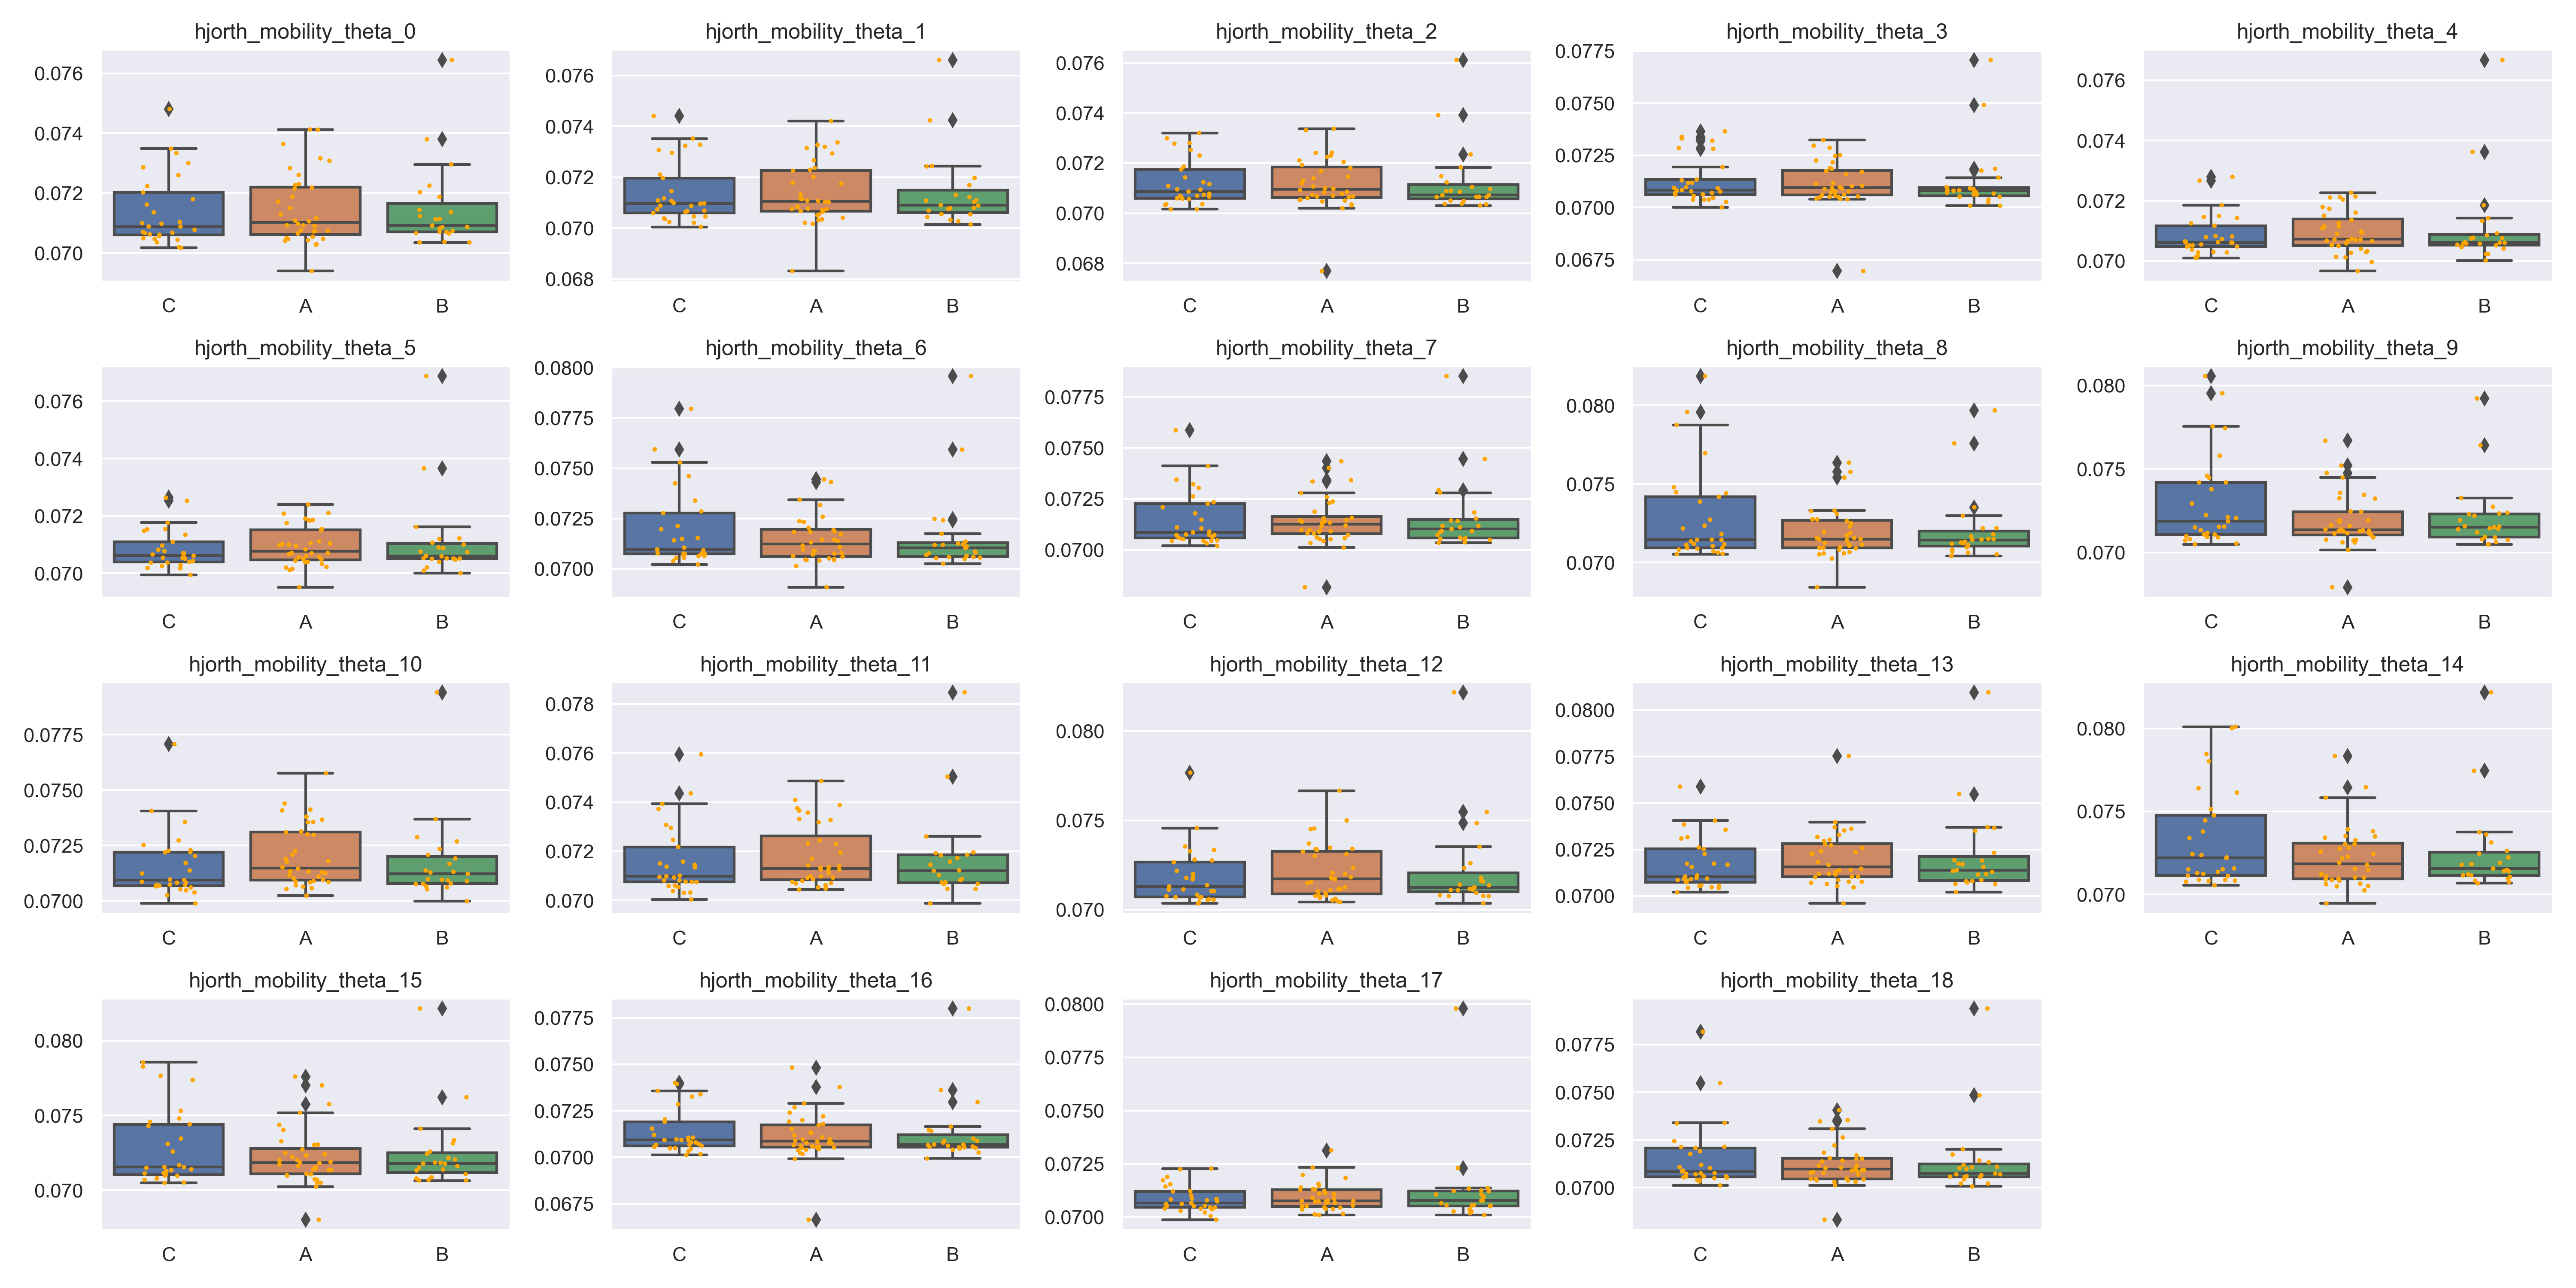 hjorth_mobility_theta_0
0.076
0.074
0.072
0.070
C A B
hjorth_mobility_theta_1
0.076
0.074
0.072
0.070
0.068
C A B
hjorth_mobility_theta_2
0.076
0.074
0.072
0.070
0.068
C A B
hjorth_mobility_theta_3
0.0775
0.0750
0.0725
0.0700
0.0675
C A B
hjorth_mobility_theta_4
0.076
0.074
0.072
0.070
C A B
hjorth_mobility_theta_5
0.076
0.074
0.072
0.070
C A B
hjorth_mobility_theta_6
0.0800
0.0775
0.0750
0.0725
0.0700
C A B
hjorth_mobility_theta_7
0.0775
0.0750
0.0725
0.0700
C A B
hjorth_mobility_theta_8
0.080
0.075
0.070
C A B
hjorth_mobility_theta_9
0.080
0.075
0.070
C A B
hjorth_mobility_theta_10
0.0775
0.0750
0.0725
0.0700
C A B
hjorth_mobility_theta_11
0.078
0.076
0.074
0.072
0.070
C A B
hjorth_mobility_theta_12
0.080
0.075
0.070
C A B
hjorth_mobility_theta_13
0.0800
0.0775
0.0750
0.0725
0.0700
C A B
hjorth_mobility_theta_14
0.080
0.075
0.070
C A B
hjorth_mobility_theta_15
0.080
0.075
0.070
C A B
hjorth_mobility_theta_16
0.0775
0.0750
0.0725
0.0700
0.0675
C A B
hjorth_mobility_theta_17
0.0800
0.0775
0.0750
0.0725
0.0700
C A B
hjorth_mobility_theta_18
0.0775
0.0750
0.0725
0.0700
C A B